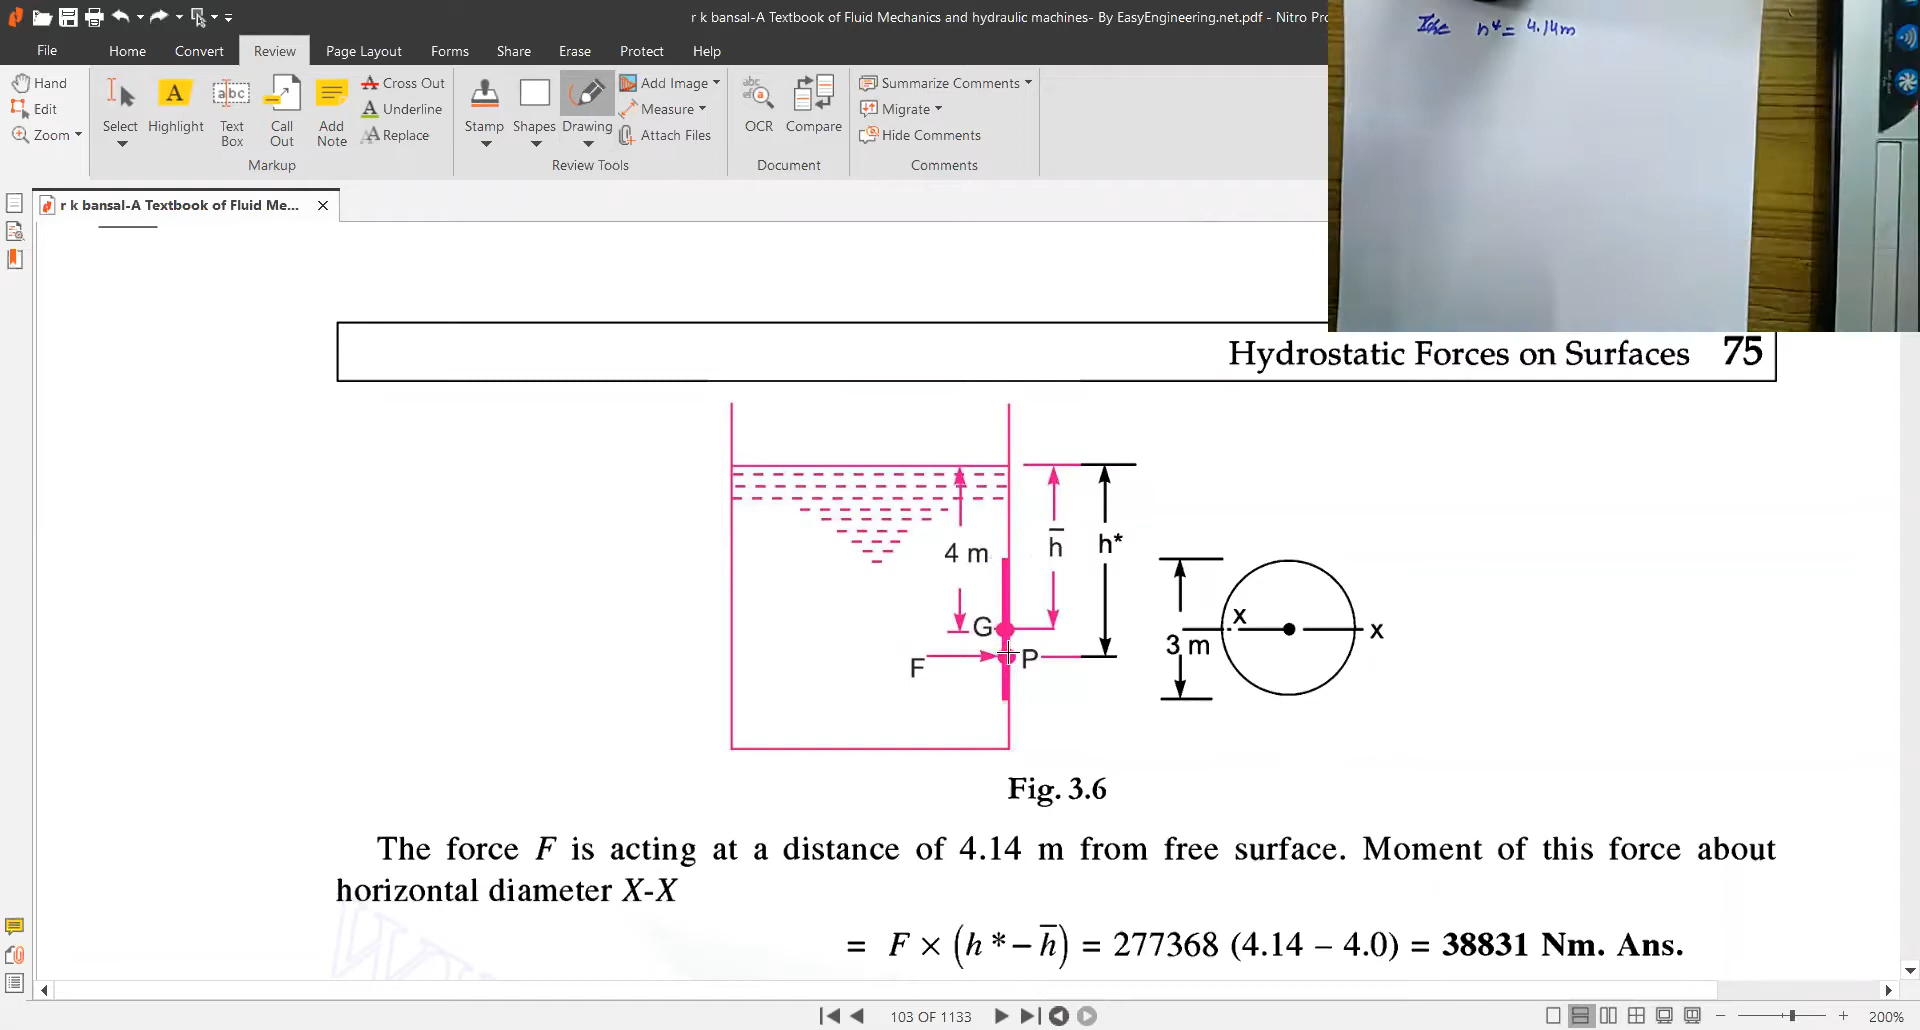 r k bansal-A Textbook of Fluid Mechanics and hydraulic machines- By EasyEngineering.net.pdf - Nitro Pro
h* = 4.14m
File Home Convert Review Page Layout Forms Share Erase Protect Help
Hand
Edit
Zoom
Select
Highlight
Text Box
Call Out
Add Note
Cross Out
Underline
Replace
Markup
Stamp
Shapes
Drawing
Add Image
Measure
Attach Files
Review Tools
OCR
Compare
Document
Summarize Comments
Migrate
Hide Comments
Comments
r k bansal-A Textbook of Fluid Me...
Hydrostatic Forces on Surfaces 75
4 m
h̅
h*
G
F
P
3 m
x
x
Fig. 3.6
The force F is acting at a distance of 4.14 m from free surface. Moment of this force about
horizontal diameter X-X
= F × (h * – h̅) = 277368 (4.14 – 4.0) = 38831 Nm. Ans.
103 OF 1133
200%